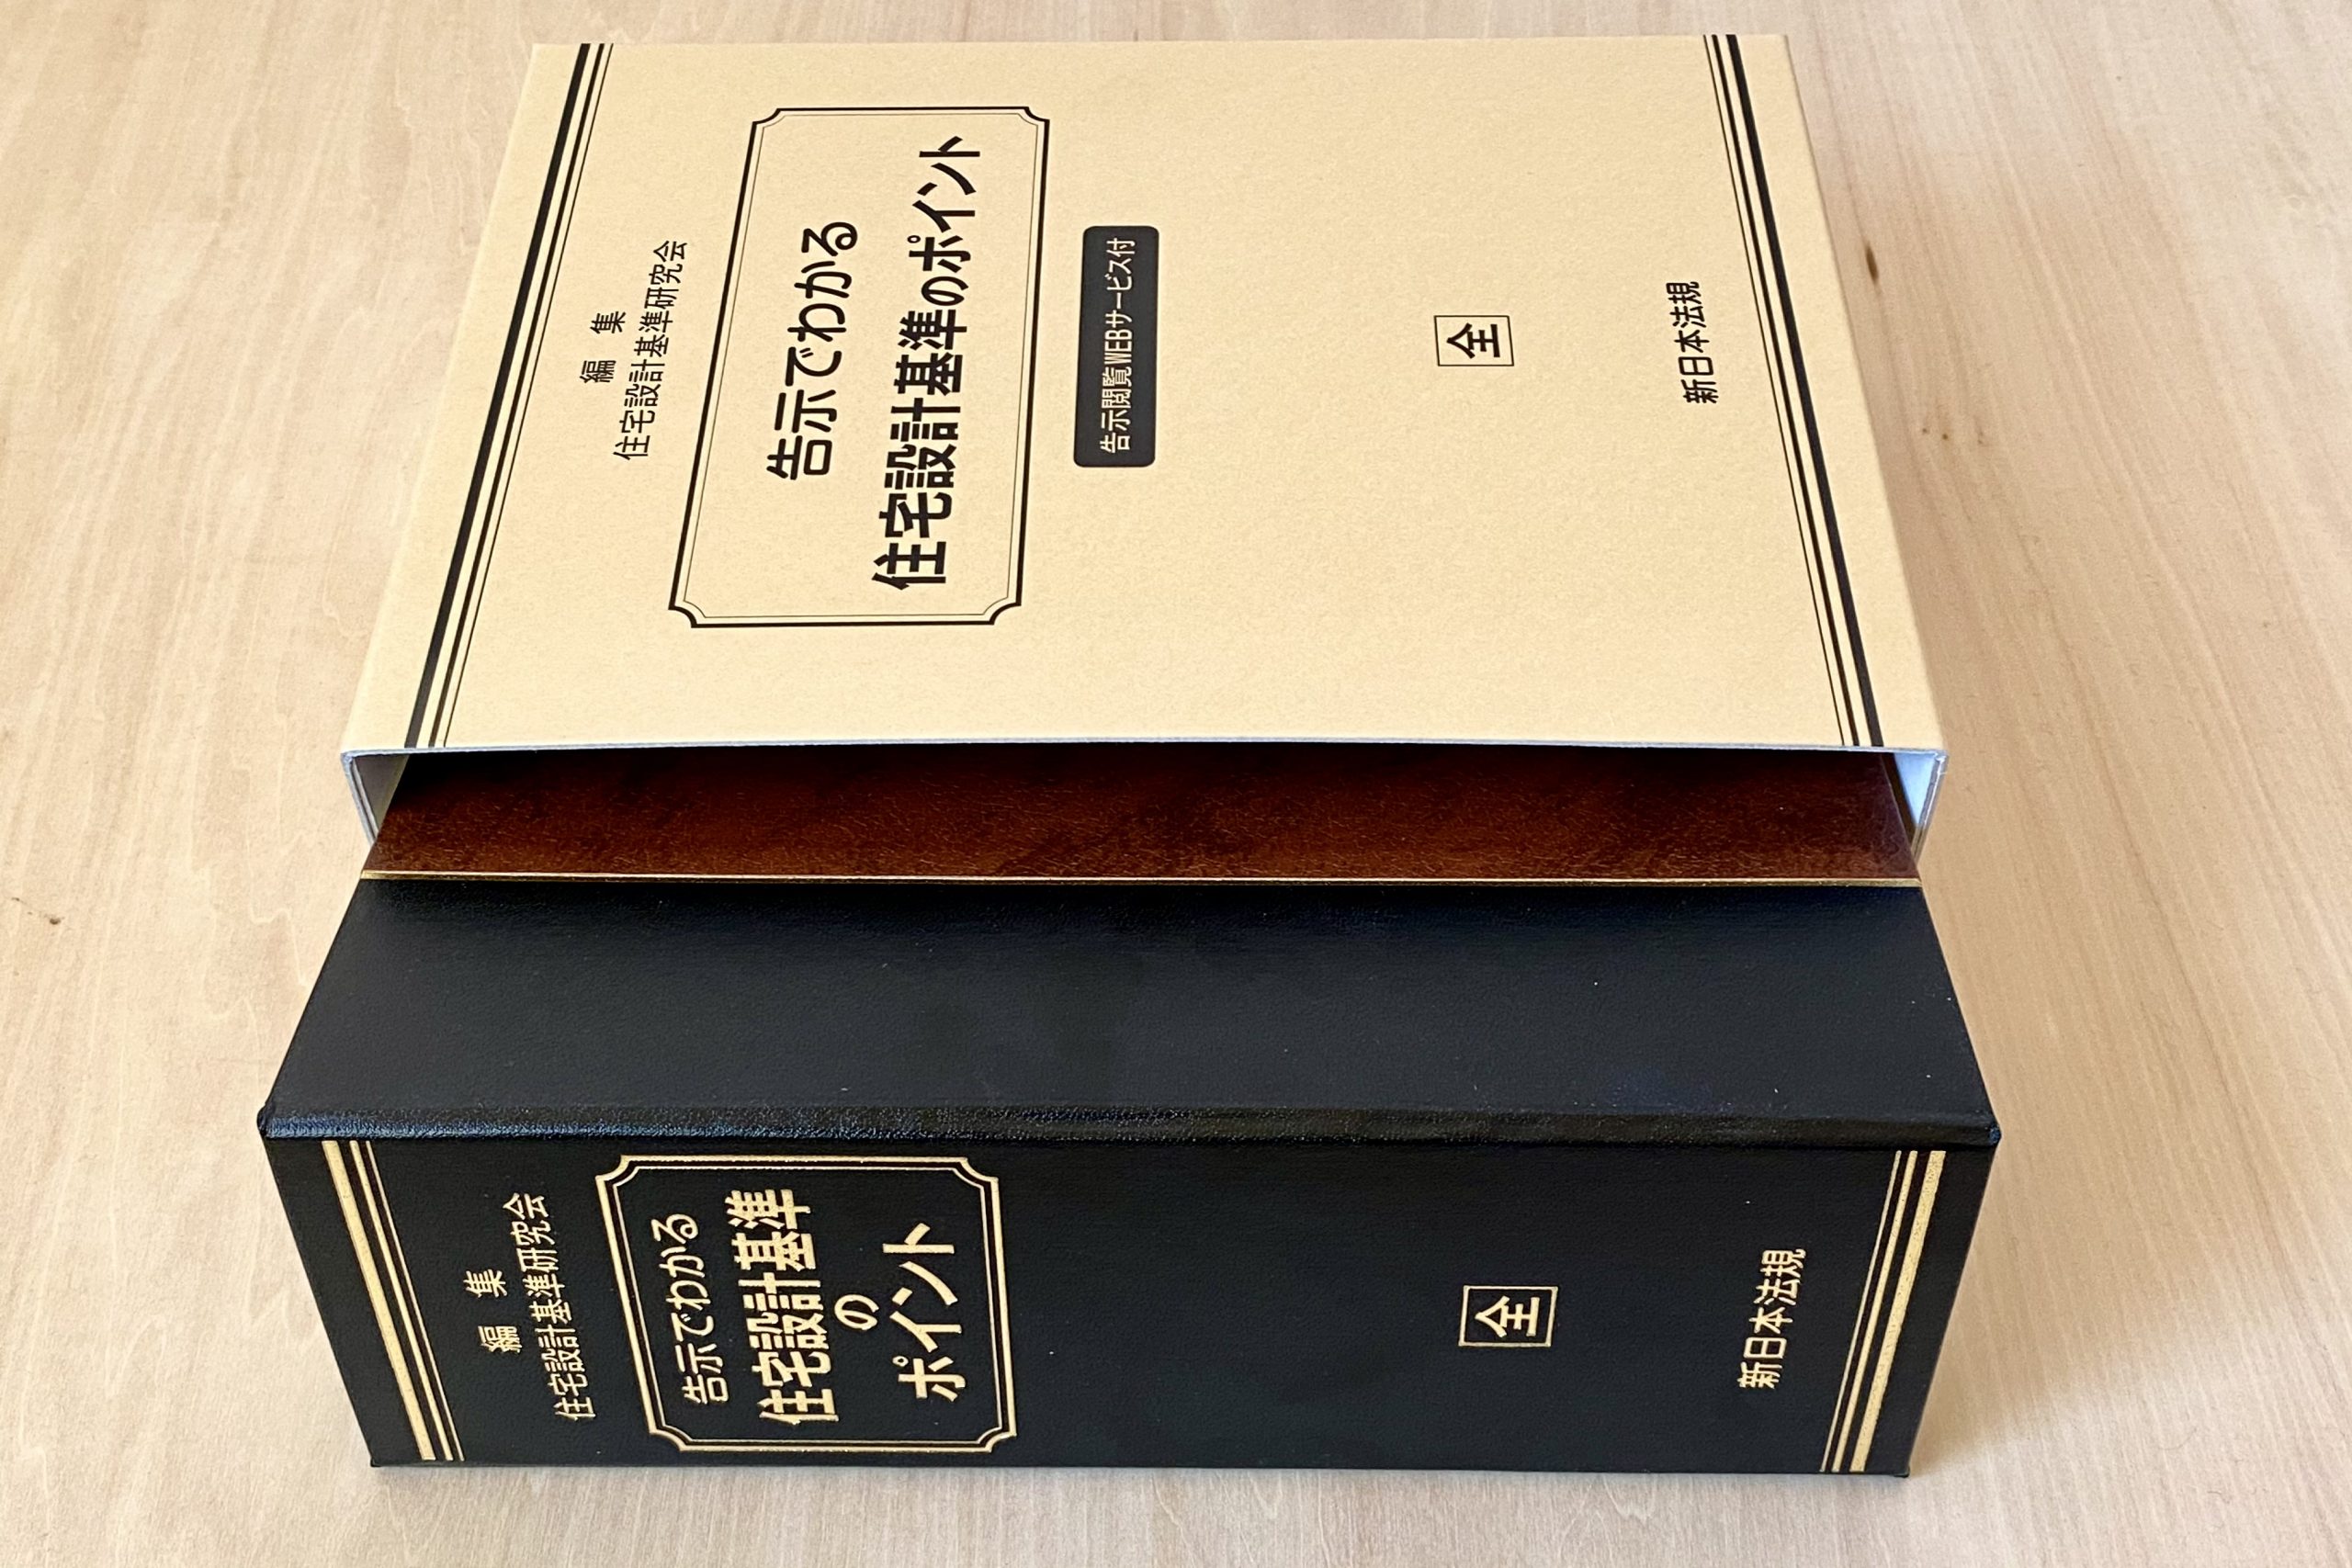 編 集
住宅設計基準研究会
告示でわかる
住宅設計基準のポイント
告示閲覧WEBサービス付
全
新日本法規
編 集
住宅設計基準研究会
告示でわかる
住宅設計基準
の
ポイント
全
新日本法規